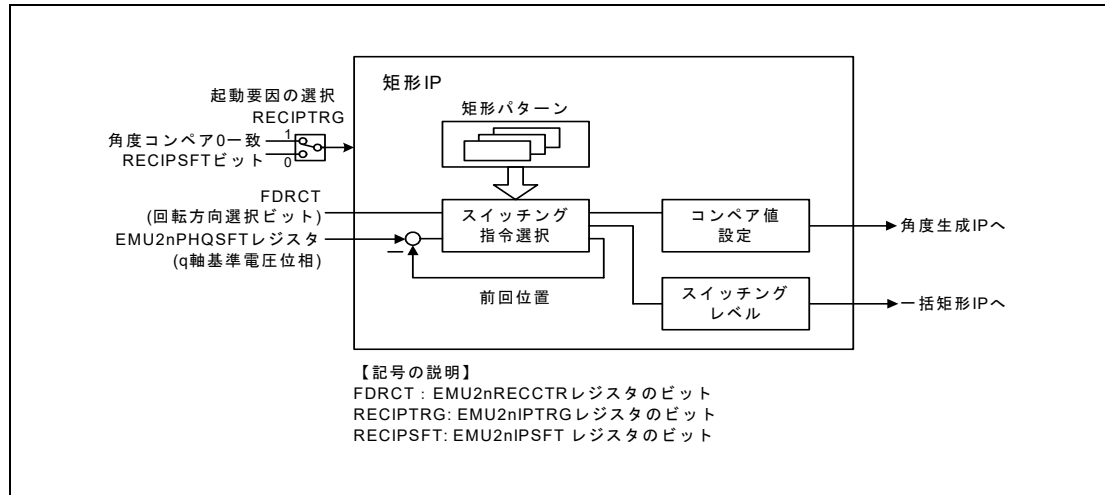 矩形IP
起動要因の選択
RECIPTRG
角度コンペア0一致
1
RECIPSFTビット
0
矩形パターン
FDRCT
(回転方向選択ビット)
EMU2nPHQSFTレジスタ
(q軸基準電圧位相)
スイッチング
指令選択
前回位置
コンペア値
設定
角度生成IPへ
スイッチング
レベル
一括矩形IPへ
【記号の説明】
FDRCT : EMU2nRECCTRレジスタのビット
RECIPTRG: EMU2nIPTRGレジスタのビット
RECIPSFT: EMU2nIPSFT レジスタのビット